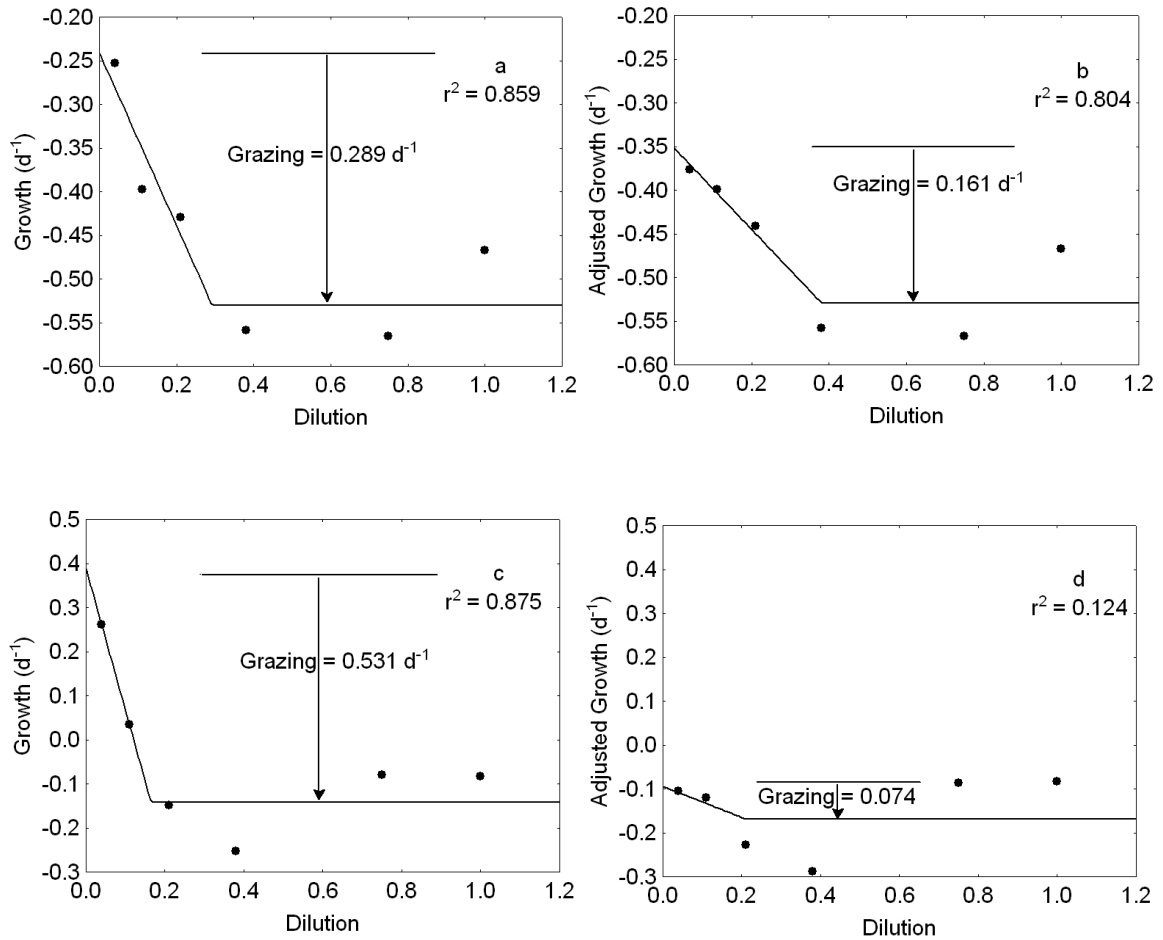 a
r² = 0.859
Grazing = 0.289 d⁻¹
Growth (d⁻¹)
-0.20
-0.25
-0.30
-0.35
-0.40
-0.45
-0.50
-0.55
-0.60
0.0 0.2 0.4 0.6 0.8 1.0 1.2
Dilution
b
r² = 0.804
Grazing = 0.161 d⁻¹
Adjusted Growth (d⁻¹)
-0.20
-0.25
-0.30
-0.35
-0.40
-0.45
-0.50
-0.55
-0.60
0.0 0.2 0.4 0.6 0.8 1.0 1.2
Dilution
c
r² = 0.875
Grazing = 0.531 d⁻¹
Growth (d⁻¹)
0.5
0.4
0.3
0.2
0.1
0.0
-0.1
-0.2
-0.3
0.0 0.2 0.4 0.6 0.8 1.0 1.2
Dilution
d
r² = 0.124
Grazing = 0.074
Adjusted Growth (d⁻¹)
0.5
0.4
0.3
0.2
0.1
0.0
-0.1
-0.2
-0.3
0.0 0.2 0.4 0.6 0.8 1.0 1.2
Dilution